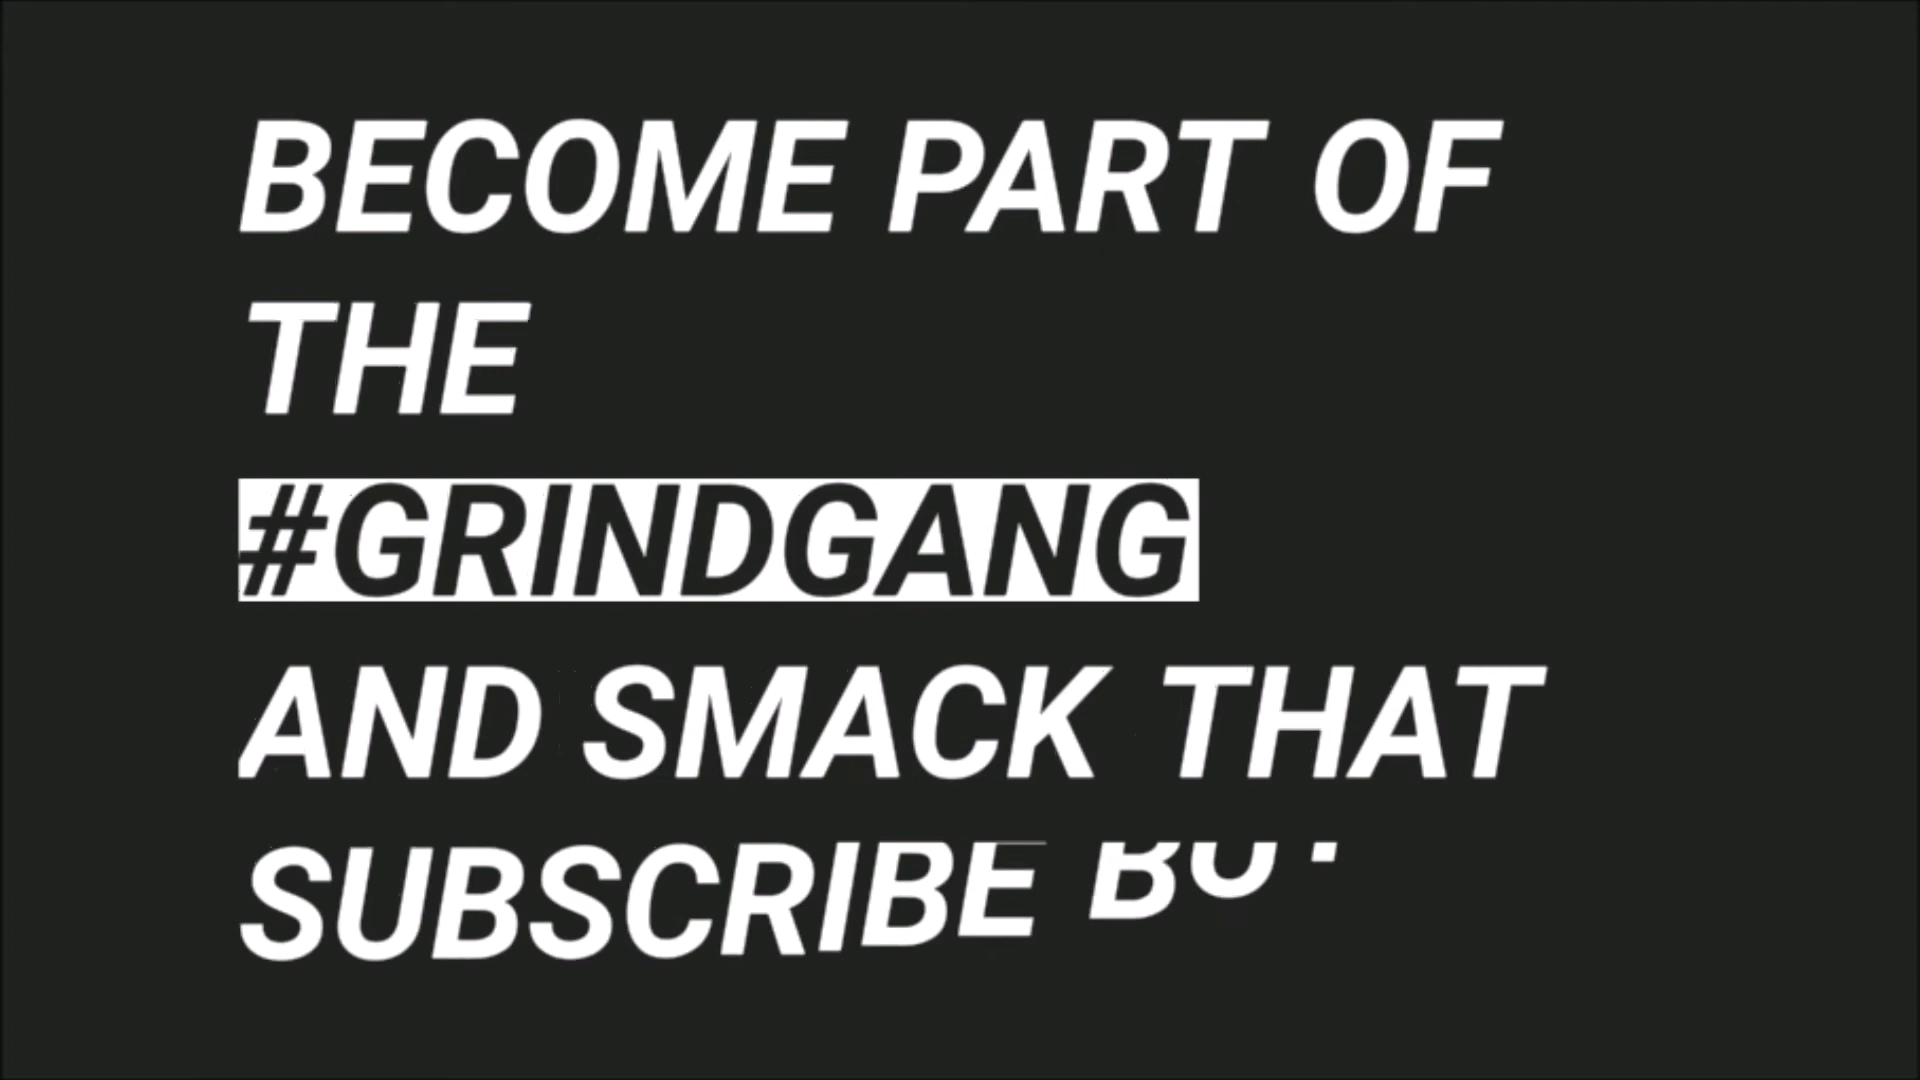 BECOME PART OF
THE
#GRINDGANG
AND SMACK THAT
SUBSCRIBE